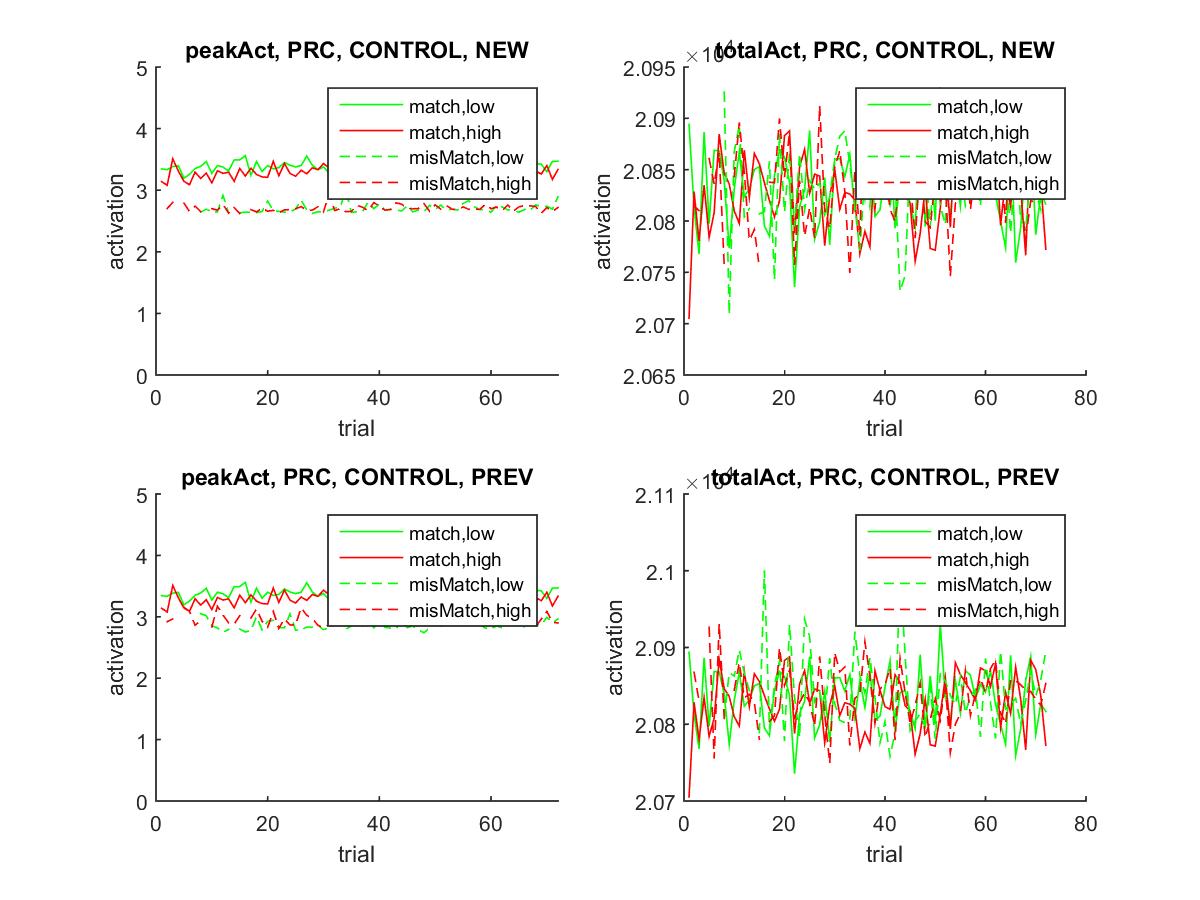 peakAct, PRC, CONTROL, NEW
5
4
3
2
1
0
activation
0 20 40 60
trial
match,low
match,high
misMatch,low
misMatch,high
totalAct, PRC, CONTROL, NEW
×10⁴
2.095
2.09
2.085
2.08
2.075
2.07
2.065
activation
0 20 40 60 80
trial
match,low
match,high
misMatch,low
misMatch,high
peakAct, PRC, CONTROL, PREV
5
4
3
2
1
0
activation
0 20 40 60
trial
match,low
match,high
misMatch,low
misMatch,high
totalAct, PRC, CONTROL, PREV
×10⁴
2.11
2.1
2.09
2.08
2.07
activation
0 20 40 60 80
trial
match,low
match,high
misMatch,low
misMatch,high